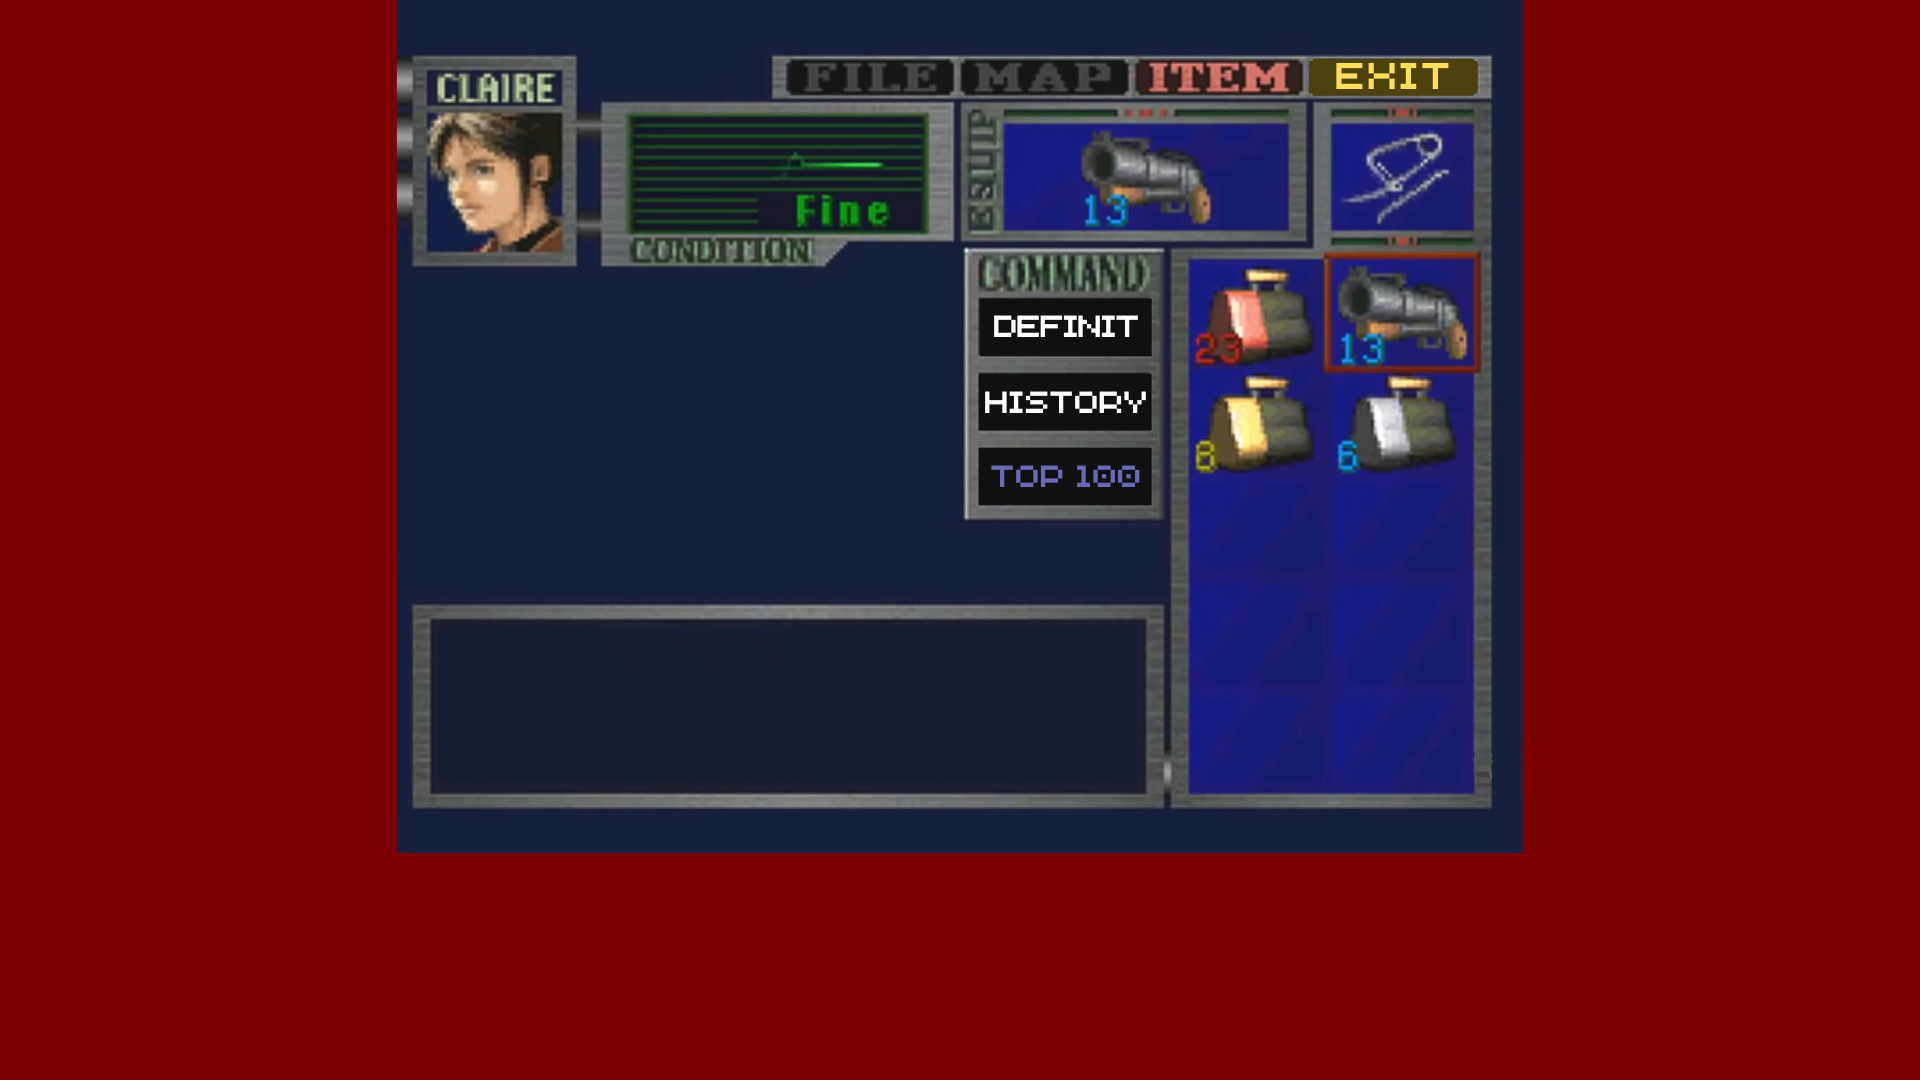 CLAIRE
FILE MAP ITEM EXIT
Fine
CONDITION
EQUIP
13
COMMAND
DEFINIT
HISTORY
TOP 100
23
13
8
6